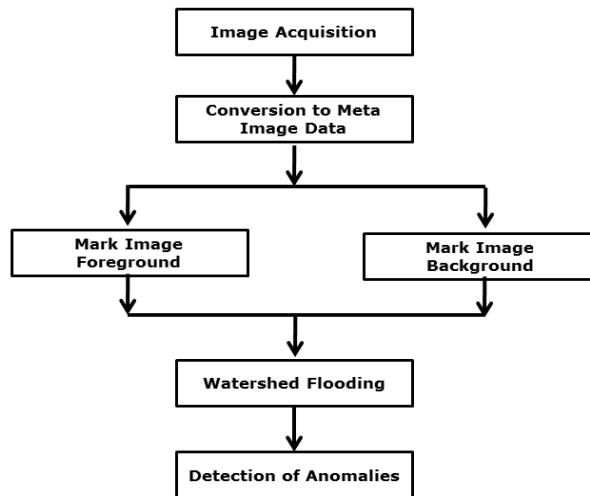 Image Acquisition
Conversion to Meta
Image Data
Mark Image
Foreground
Mark Image
Background
Watershed Flooding
Detection of Anomalies